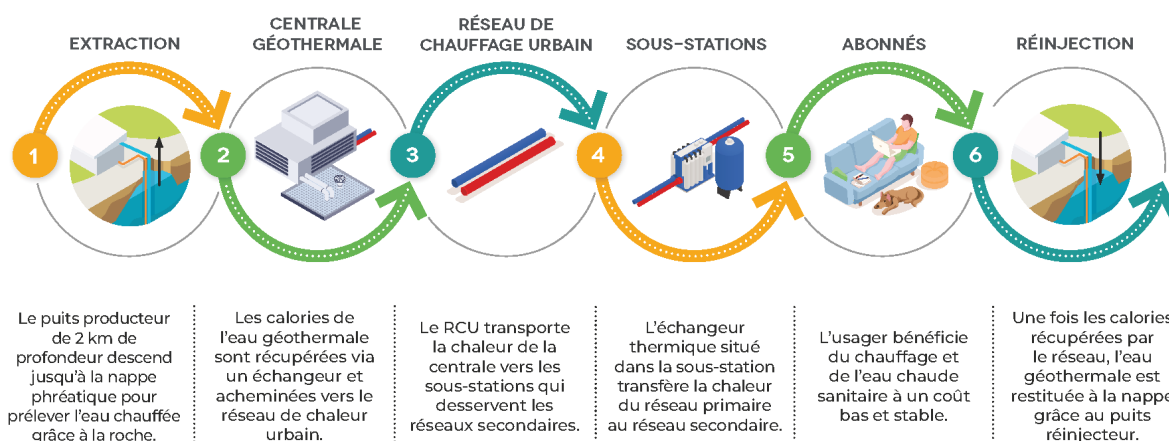 EXTRACTION
CENTRALE
GÉOTHERMALE
RÉSEAU DE
CHAUFFAGE URBAIN
SOUS-STATIONS
ABONNÉS
RÉINJECTION
1
2
3
4
5
6
Le puits producteur
de 2 km de
profondeur descend
jusqu'à la nappe
phréatique pour
prélever l'eau chauffée
grâce à la roche.
Les calories de
l'eau géothermale
sont récupérées via
un échangeur et
acheminées vers le
réseau de chaleur
urbain.
Le RCU transporte
la chaleur de la
centrale vers les
sous-stations qui
desservent les
réseaux secondaires.
L'échangeur
thermique situé
dans la sous-station
transfère la chaleur
du réseau primaire
au réseau secondaire.
L'usager bénéficie
du chauffage et
de l'eau chaude
sanitaire à un coût
bas et stable.
Une fois les calories
récupérées par
le réseau, l'eau
géothermale est
restituée à la nappe
grâce au puits
réinjecteur.